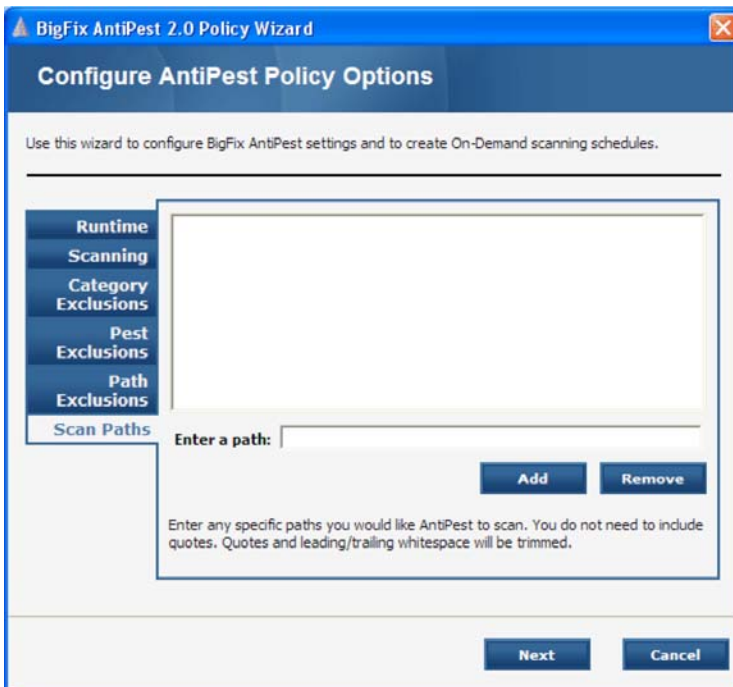 BigFix AntiPest 2.0 Policy Wizard
Configure AntiPest Policy Options
Use this wizard to configure BigFix AntiPest settings and to create On-Demand scanning schedules.
Runtime
Scanning
Category
Exclusions
Pest
Exclusions
Path
Exclusions
Scan Paths
Enter a path:
Add
Remove
Enter any specific paths you would like AntiPest to scan. You do not need to include
quotes. Quotes and leading/trailing whitespace will be trimmed.
Next
Cancel